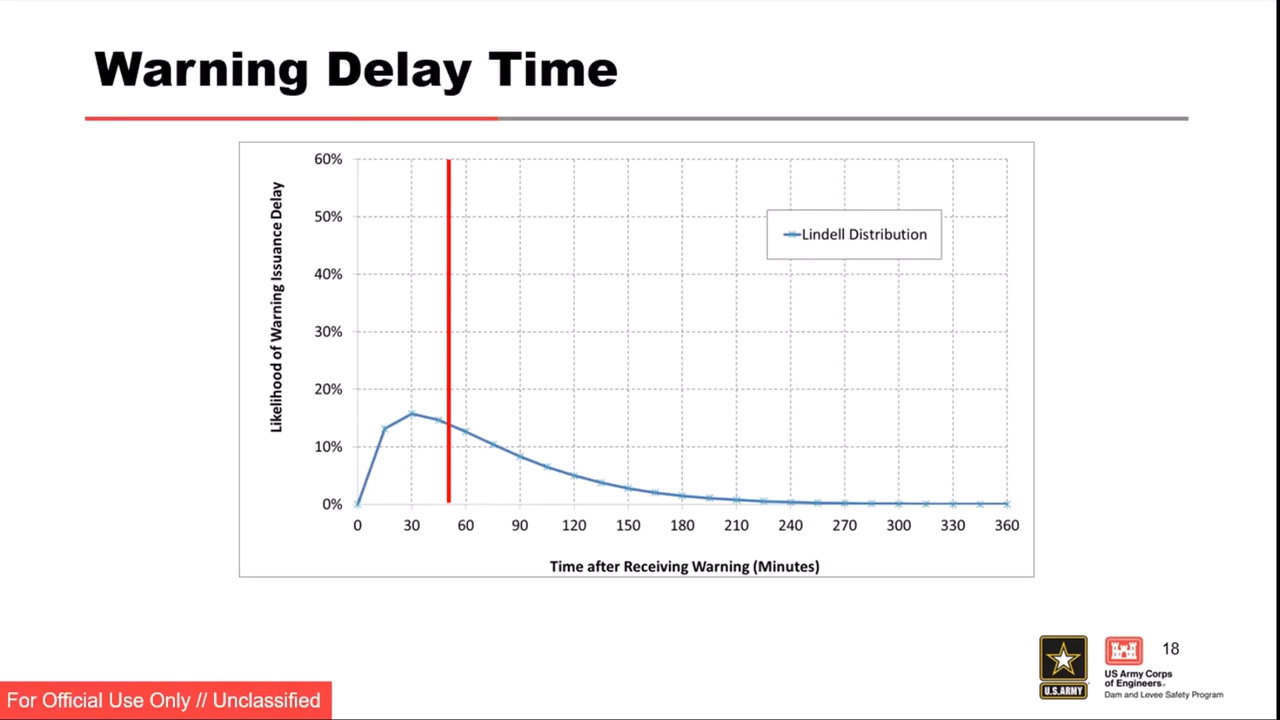 Warning Delay Time
60%
50%
40%
30%
20%
10%
0%
Likelihood of Warning Issuance Delay
Lindell Distribution
0 30 60 90 120 150 180 210 240 270 300 330 360
Time after Receiving Warning (Minutes)
U.S.ARMY
US Army Corps
of Engineers®
Dam and Levee Safety Program
18
For Official Use Only // Unclassified